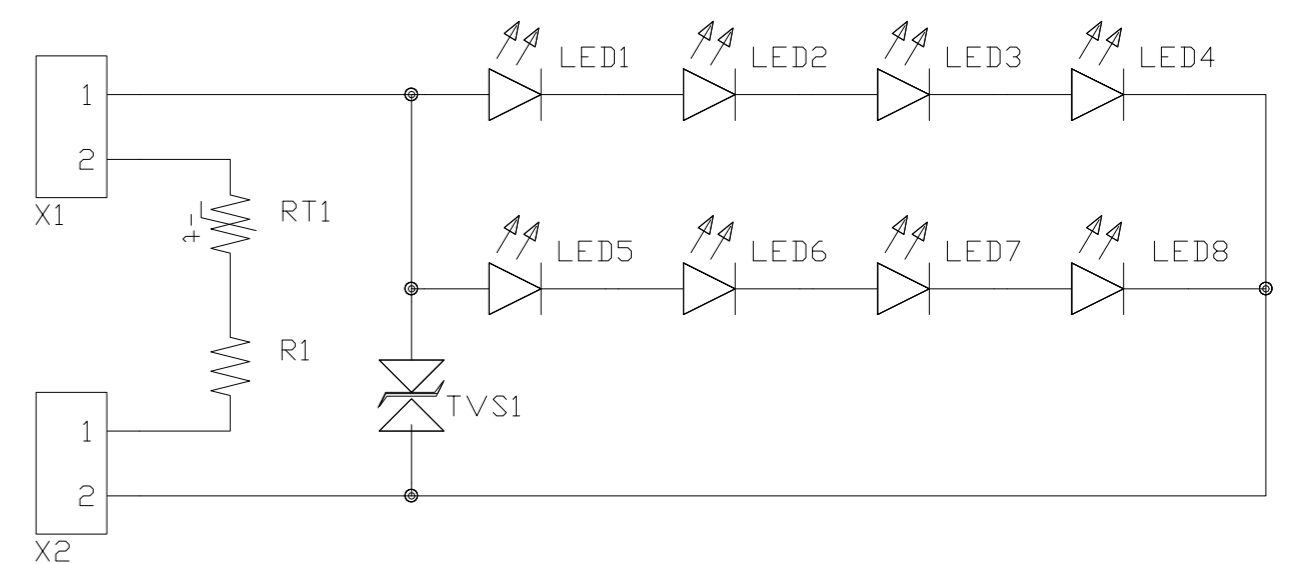 LED1 LED2 LED3 LED4
1
2
X1
RT1
+-
LED5 LED6 LED7 LED8
R1
TVS1
1
2
X2